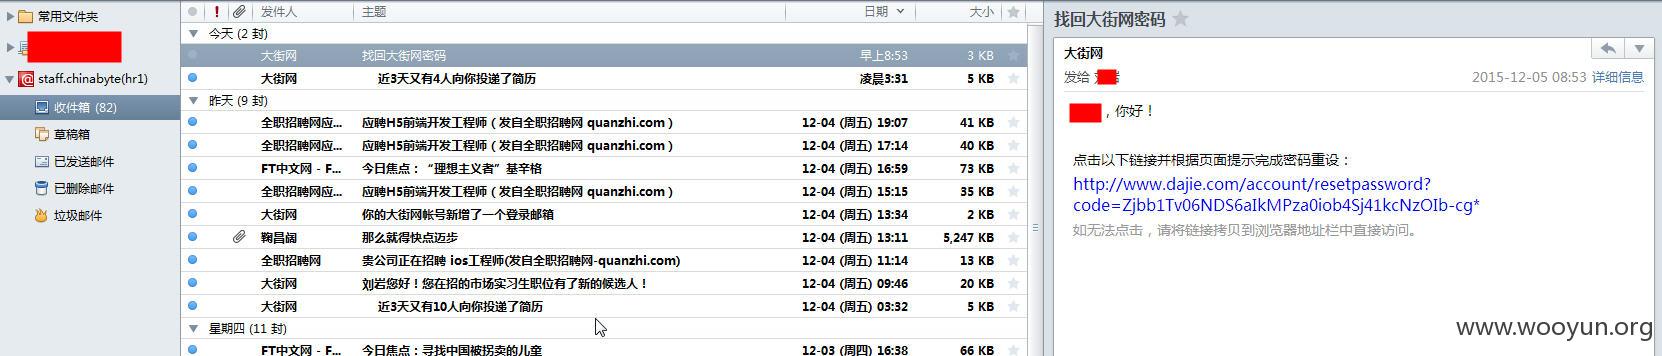 常用文件夹
staff.chinabyte(hr1)
收件箱 (82)
草稿箱
已发送邮件
已删除邮件
垃圾邮件
! 发件人 主题 日期 大小
今天 (2 封)
大街网 找回大街网密码 早上8:53 3 KB
大街网 近3天又有4人向你投递了简历 凌晨3:31 5 KB
昨天 (9 封)
全职招聘网应... 应聘H5前端开发工程师（发自全职招聘网 quanzhi.com） 12-04 (周五) 19:07 41 KB
全职招聘网应... 应聘H5前端开发工程师（发自全职招聘网 quanzhi.com） 12-04 (周五) 17:14 40 KB
FT中文网 - F... 今日焦点：“理想主义者”基辛格 12-04 (周五) 16:59 73 KB
全职招聘网应... 应聘H5前端开发工程师（发自全职招聘网 quanzhi.com） 12-04 (周五) 15:15 35 KB
大街网 你的大街网帐号新增了一个登录邮箱 12-04 (周五) 13:34 2 KB
鞠昌阔 那么就得快点迈步 12-04 (周五) 13:11 5,247 KB
全职招聘网 贵公司正在招聘 ios工程师(发自全职招聘网-quanzhi.com) 12-04 (周五) 11:14 13 KB
大街网 刘岩您好！您在招的市场实习生职位有了新的候选人！ 12-04 (周五) 09:46 20 KB
大街网 近3天又有10人向你投递了简历 12-04 (周五) 03:32 5 KB
星期四 (11 封)
FT中文网 - F... 今日焦点：寻找中国被拐卖的儿童 12-03 (周四) 16:38 66 KB
找回大街网密码
大街网
发给 2015-12-05 08:53 详细信息
，你好！
点击以下链接并根据页面提示完成密码重设：
http://www.dajie.com/account/resetpassword?
code=Zjbb1Tv06NDS6aIkMPza0iob4Sj41kcNzOIb-cg*
如无法点击，请将链接拷贝到浏览器地址栏中直接访问。
www.wooyun.org